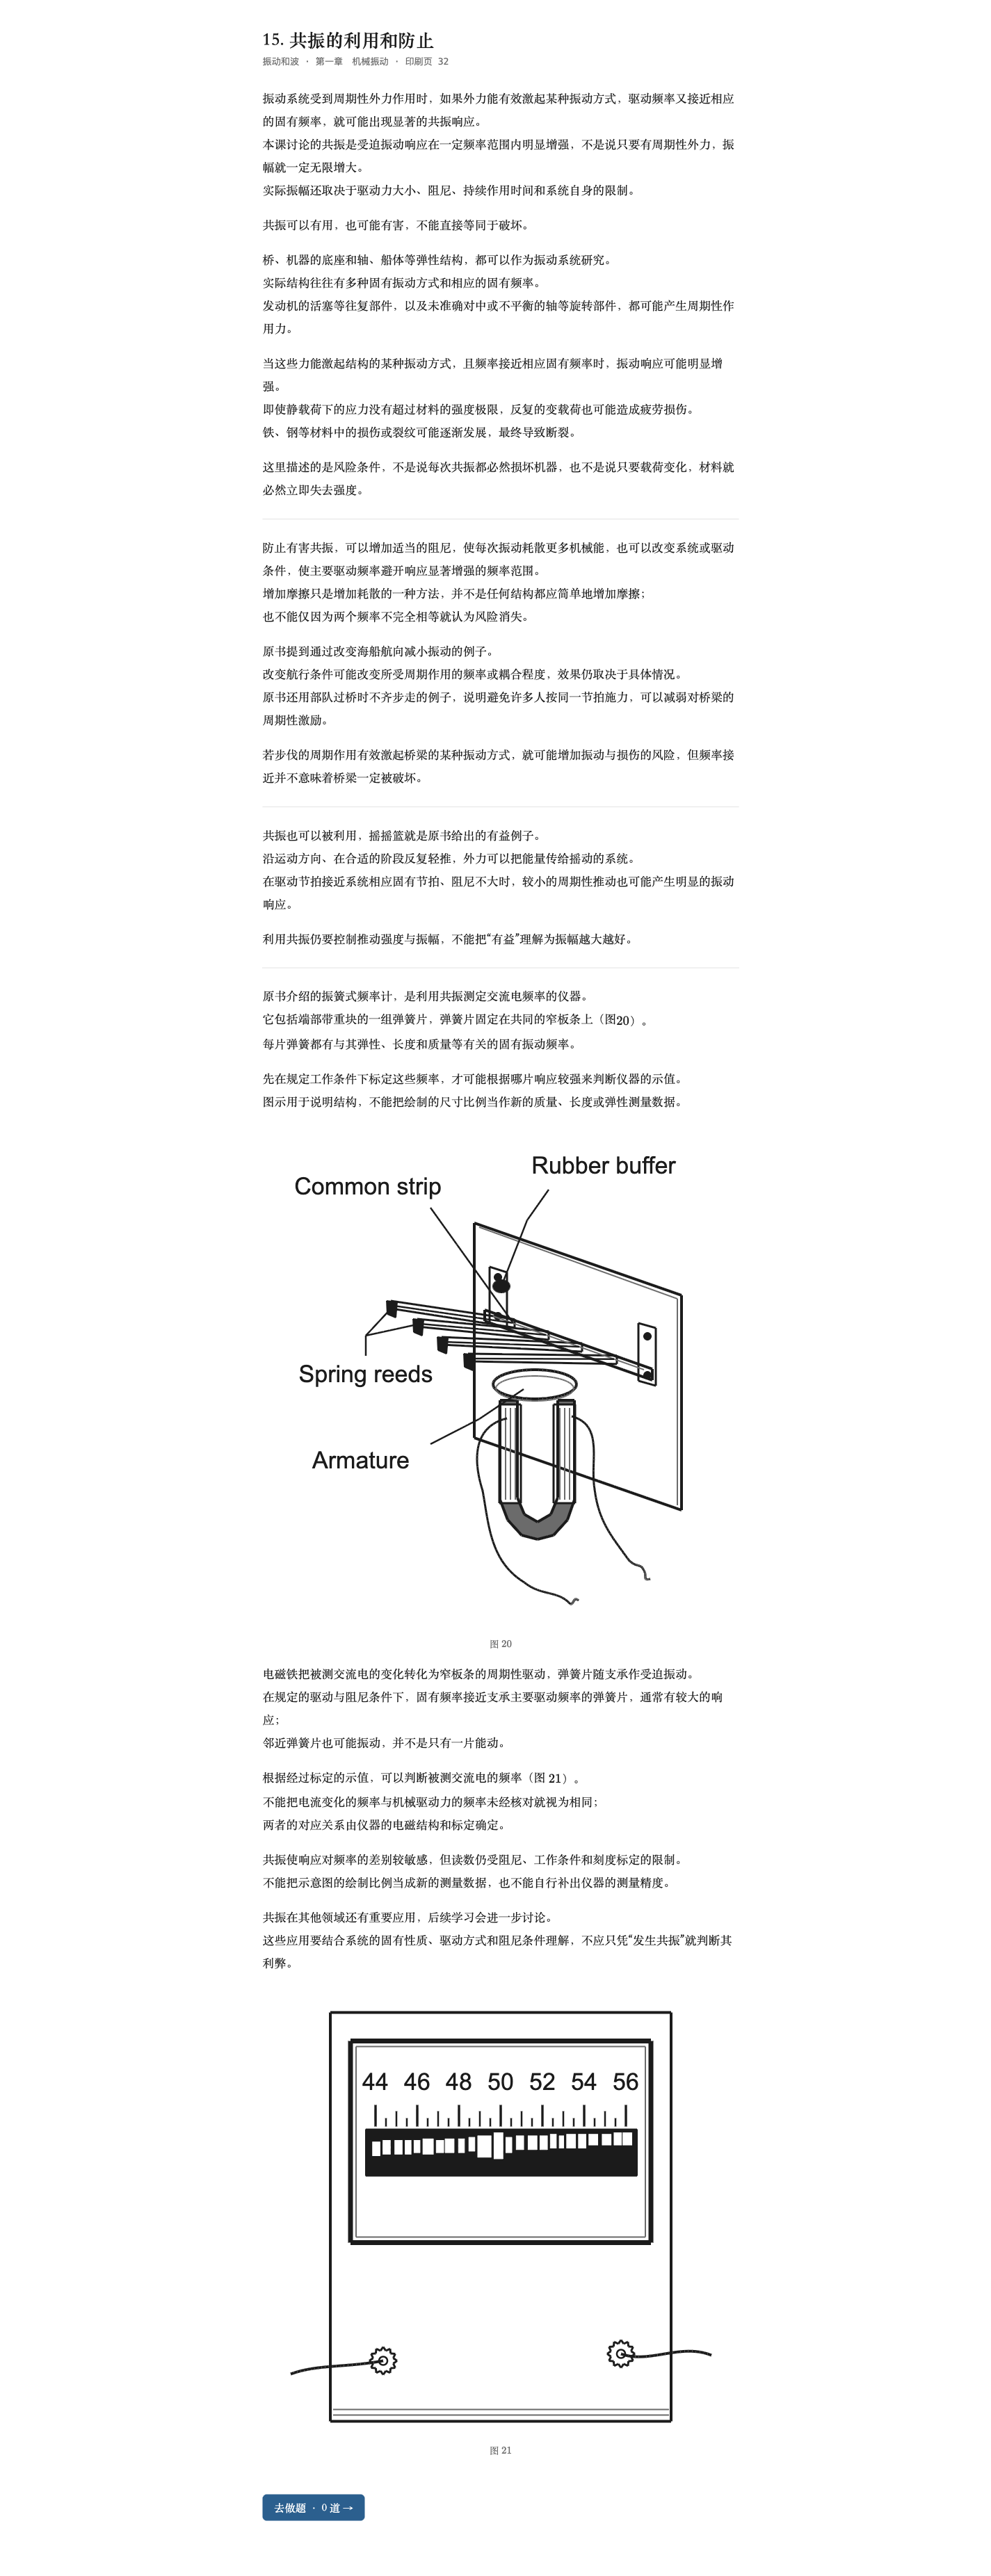 15. 共振的利用和防止
振动和波 · 第一章 机械振动 · 印刷页 32
振动系统受到周期性外力作用时，如果外力能有效激起某种振动方式，驱动频率又接近相应
的固有频率，就可能出现显著的共振响应。
本课讨论的共振是受迫振动响应在一定频率范围内明显增强，不是说只要有周期性外力，振
幅就一定无限增大。
实际振幅还取决于驱动力大小、阻尼、持续作用时间和系统自身的限制。
共振可以有用，也可能有害，不能直接等同于破坏。
桥、机器的底座和轴、船体等弹性结构，都可以作为振动系统研究。
实际结构往往有多种固有振动方式和相应的固有频率。
发动机的活塞等往复部件，以及未准确对中或不平衡的轴等旋转部件，都可能产生周期性作
用力。
当这些力能激起结构的某种振动方式，且频率接近相应固有频率时，振动响应可能明显增
强。
即使静载荷下的应力没有超过材料的强度极限，反复的变载荷也可能造成疲劳损伤。
铁、钢等材料中的损伤或裂纹可能逐渐发展，最终导致断裂。
这里描述的是风险条件，不是说每次共振都必然损坏机器，也不是说只要载荷变化，材料就
必然立即失去强度。
防止有害共振，可以增加适当的阻尼，使每次振动耗散更多机械能，也可以改变系统或驱动
条件，使主要驱动频率避开响应显著增强的频率范围。
增加摩擦只是增加耗散的一种方法，并不是任何结构都应简单地增加摩擦；
也不能仅因为两个频率不完全相等就认为风险消失。
原书提到通过改变海船航向减小振动的例子。
改变航行条件可能改变所受周期作用的频率或耦合程度，效果仍取决于具体情况。
原书还用部队过桥时不齐步走的例子，说明避免许多人按同一节拍施力，可以减弱对桥梁的
周期性激励。
若步伐的周期作用有效激起桥梁的某种振动方式，就可能增加振动与损伤的风险，但频率接
近并不意味着桥梁一定被破坏。
共振也可以被利用，摇摇篮就是原书给出的有益例子。
沿运动方向、在合适的阶段反复轻推，外力可以把能量传给摇动的系统。
在驱动节拍接近系统相应固有节拍、阻尼不大时，较小的周期性推动也可能产生明显的振动
响应。
利用共振仍要控制推动强度与振幅，不能把“有益”理解为振幅越大越好。
原书介绍的振簧式频率计，是利用共振测定交流电频率的仪器。
它包括端部带重块的一组弹簧片，弹簧片固定在共同的窄板条上（图20）。
每片弹簧都有与其弹性、长度和质量等有关的固有振动频率。
先在规定工作条件下标定这些频率，才可能根据哪片响应较强来判断仪器的示值。
图示用于说明结构，不能把绘制的尺寸比例当作新的质量、长度或弹性测量数据。
Rubber buffer
Common strip
Spring reeds
Armature
图 20
电磁铁把被测交流电的变化转化为窄板条的周期性驱动，弹簧片随支承作受迫振动。
在规定的驱动与阻尼条件下，固有频率接近支承主要驱动频率的弹簧片，通常有较大的响
应；
邻近弹簧片也可能振动，并不是只有一片能动。
根据经过标定的示值，可以判断被测交流电的频率（图 21）。
不能把电流变化的频率与机械驱动力的频率未经核对就视为相同；
两者的对应关系由仪器的电磁结构和标定确定。
共振使响应对频率的差别较敏感，但读数仍受阻尼、工作条件和刻度标定的限制。
不能把示意图的绘制比例当成新的测量数据，也不能自行补出仪器的测量精度。
共振在其他领域还有重要应用，后续学习会进一步讨论。
这些应用要结合系统的固有性质、驱动方式和阻尼条件理解，不应只凭“发生共振”就判断其
利弊。
44 46 48 50 52 54 56
图 21
去做题 · 0 道 →